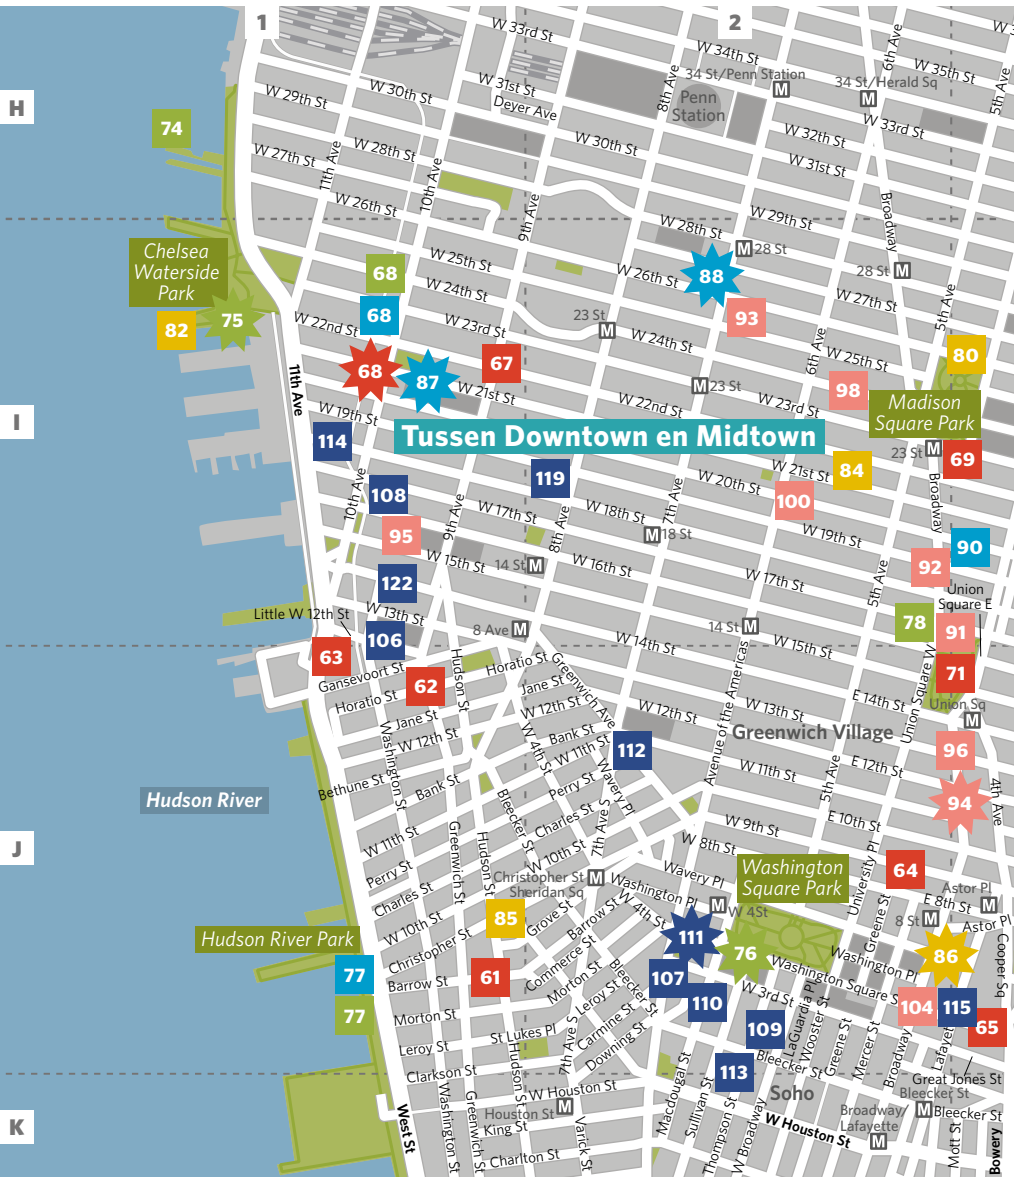 1
2
W 33rd St
W 34th St
34 St/Penn Station
M
6th Ave
W 35th St
34 St/Herald Sq
M
5th Ave
H
W 29th St
W 30th St
W 31st St
Dever Ave
8th Ave
Penn
Station
W 33rd St
74
W 27th St
W 28th St
W 30th St
W 32th St
W 31st St
11th Ave
10th Ave
9th Ave
W 26th St
W 28th St
W 29th St
Broadway
Chelsea
Waterside
Park
68
W 25th St
W 26th St
88
M 28 St
28 St M
W 24th St
W 27th St
5th Ave
82
75
68
W 22nd St
W 23rd St
23 St
M
93
W 24th St
6th Ave
W 25th St
80
68
87
67
W 21st St
M 23 St
98
Madison
Square Park
11th Ave
W 19th St
W 22nd St
W 23rd St
I
114
Tussen Downtown en Midtown
23 St M
69
108
119
W 20th St
W 21st St
84
10th Ave
9th Ave
8th Ave
7th Ave
100
Broadway
W 17th St
W 18th St
95
M 18 St
W 19th St
90
W 15th St
14 St M
W 16th St
W 17th St
5th Ave
92
122
Union
Square E
Little W 12th St
W 13th St
78
91
106
8 Ave M
14 St M
W 14th St
W 15th St
63
Gansevoort St
62
Hudson St
Horatio St
Greenwich Ave
Union Square W
71
Horatio St
Jane St
W 12th St
E 14th St
Union Sq
M
Jane St
W 12th St
W 4th St
Bank St
W 12th St
W 13th St
Avenue of the Americas
Greenwich Village
Washington St
W 11th St
112
96
Bethune St
Bank St
Perry St
Wavery Pl
W 11th St
E 12th St
5th Ave
94
4th Ave
Hudson River
Bleecker St
Charles St
7th Ave S
W 9th St
E 10th St
J
W 11th St
Greenwich St
Hudson St
W 10th St
W 8th St
Perry St
Christopher St
Sheridan Sq
M
Washington Pl
Wavery Pl
Washington
Square Park
University Pl
64
Astor Pl
M
Charles St
85
Grove St
W 4th St
M W 4St
Greene St
8 St M
E 8th St
Astor Pl
W 10th St
Barrow St
111
76
86
Cooper Sq
Hudson River Park
Christopher St
Commerce St
Washington Pl
77
Barrow St
61
Morton St
Bleecker St
107
Washington Square S
77
Morton St
Leroy St
110
W 3rd St
LaGuardia Pl
104
115
65
Leroy St
St Lukes Pl
7th Ave S
Carmine St
Downing St
109
Wooster St
Greene St
Mercer St
Broadway
Lafayet
Clarkson St
Hudson St
113
Bleecker St
Great Jones St
W Houston St
Macdougal St
Sullivan St
Soho
Bleecker St
K
West St
Washington St
Greenwich St
Houston St M
King St
Varick St
Thompson St
W Broadway
W Houston St
Broadway/
Lafayette
M
M Bleecker St
Charlton St
Mott St
Bowery